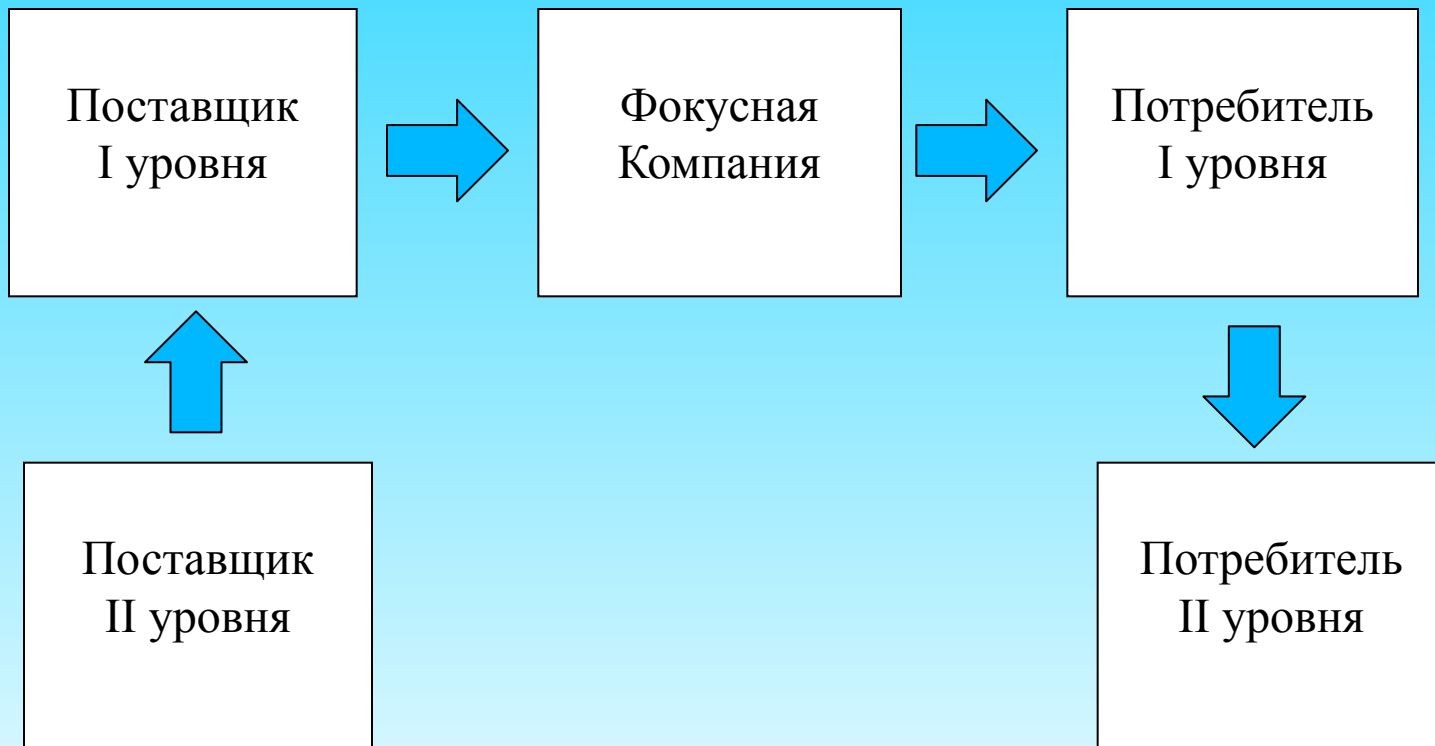 Поставщик
I уровня
Фокусная
Компания
Потребитель
I уровня
Поставщик
II уровня
Потребитель
II уровня